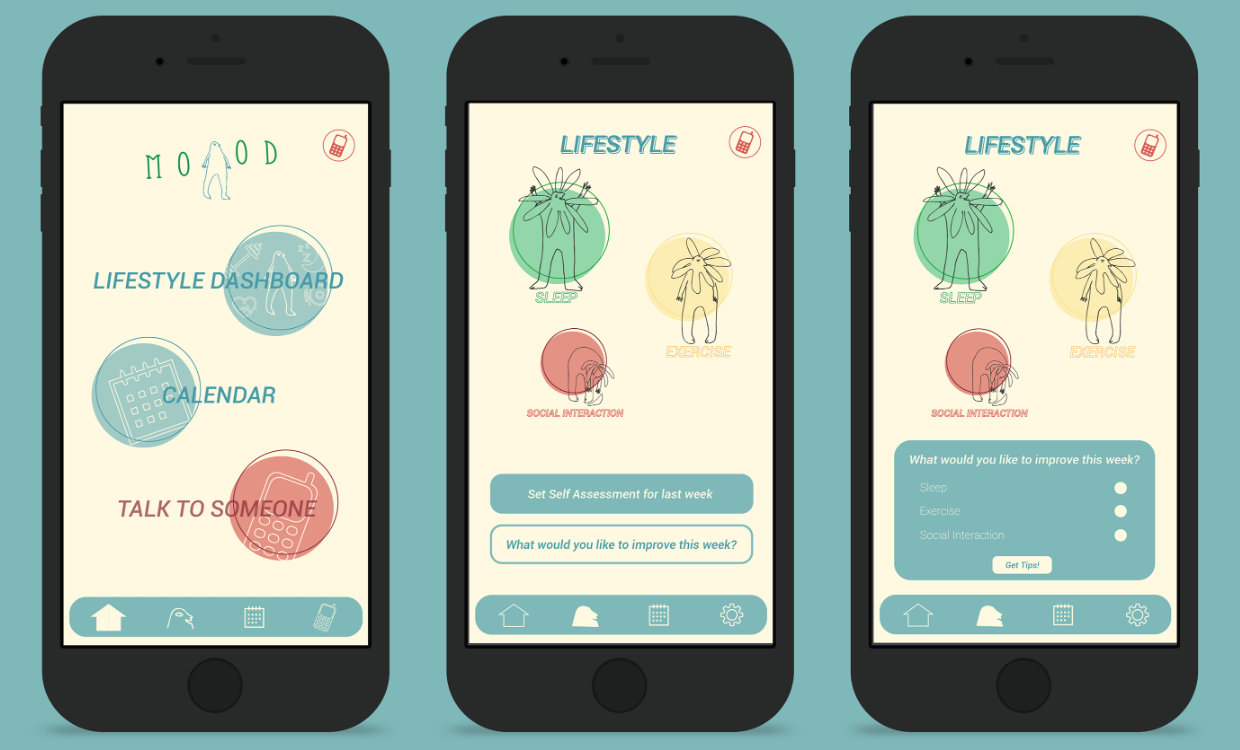 MOOD
LIFESTYLE DASHBOARD
CALENDAR
TALK TO SOMEONE
LIFESTYLE
SLEEP
EXERCISE
SOCIAL INTERACTION
Set Self Assessment for last week
What would you like to improve this week?
LIFESTYLE
SLEEP
EXERCISE
SOCIAL INTERACTION
What would you like to improve this week?
Sleep
Exercise
Social Interaction
Get Tips!